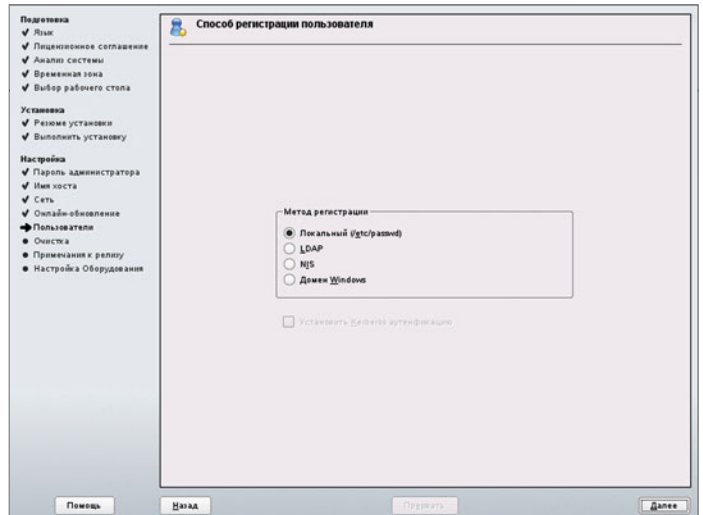 Подготовка
Язык
Лицензионное соглашение
Анализ системы
Временная зона
Выбор рабочего стола
Установка
Резюме установки
Выполнить установку
Настройка
Пароль администратора
Имя хоста
Сеть
Онлайн-обновление
Пользователи
Очистка
Примечания к релизу
Настройка Оборудования
Способ регистрации пользователя
Метод регистрации
Локальный (/etc/passwd)
LDAP
NIS
Домен Windows
Установить Kerberos аутентификацию
Помощь
Назад
Прервать
Далее